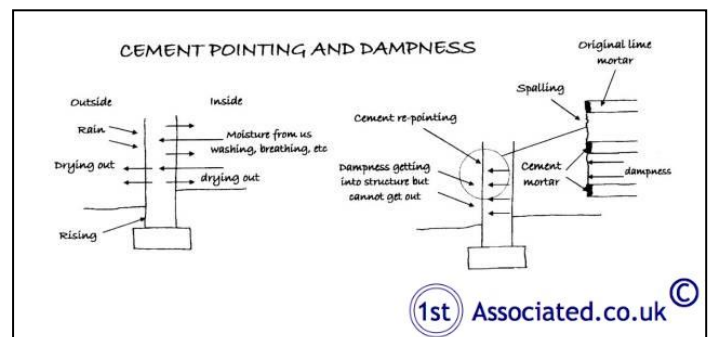 CEMENT POINTING AND DAMPNESS
Outside
Inside
Rain
Moisture from us
washing, breathing, etc
Drying out
drying out
Rising
Original lime
mortar
Spalling
Cement re-pointing
Dampness getting
into structure but
cannot get out
Cement
mortar
dampness
1st Associated.co.uk ©